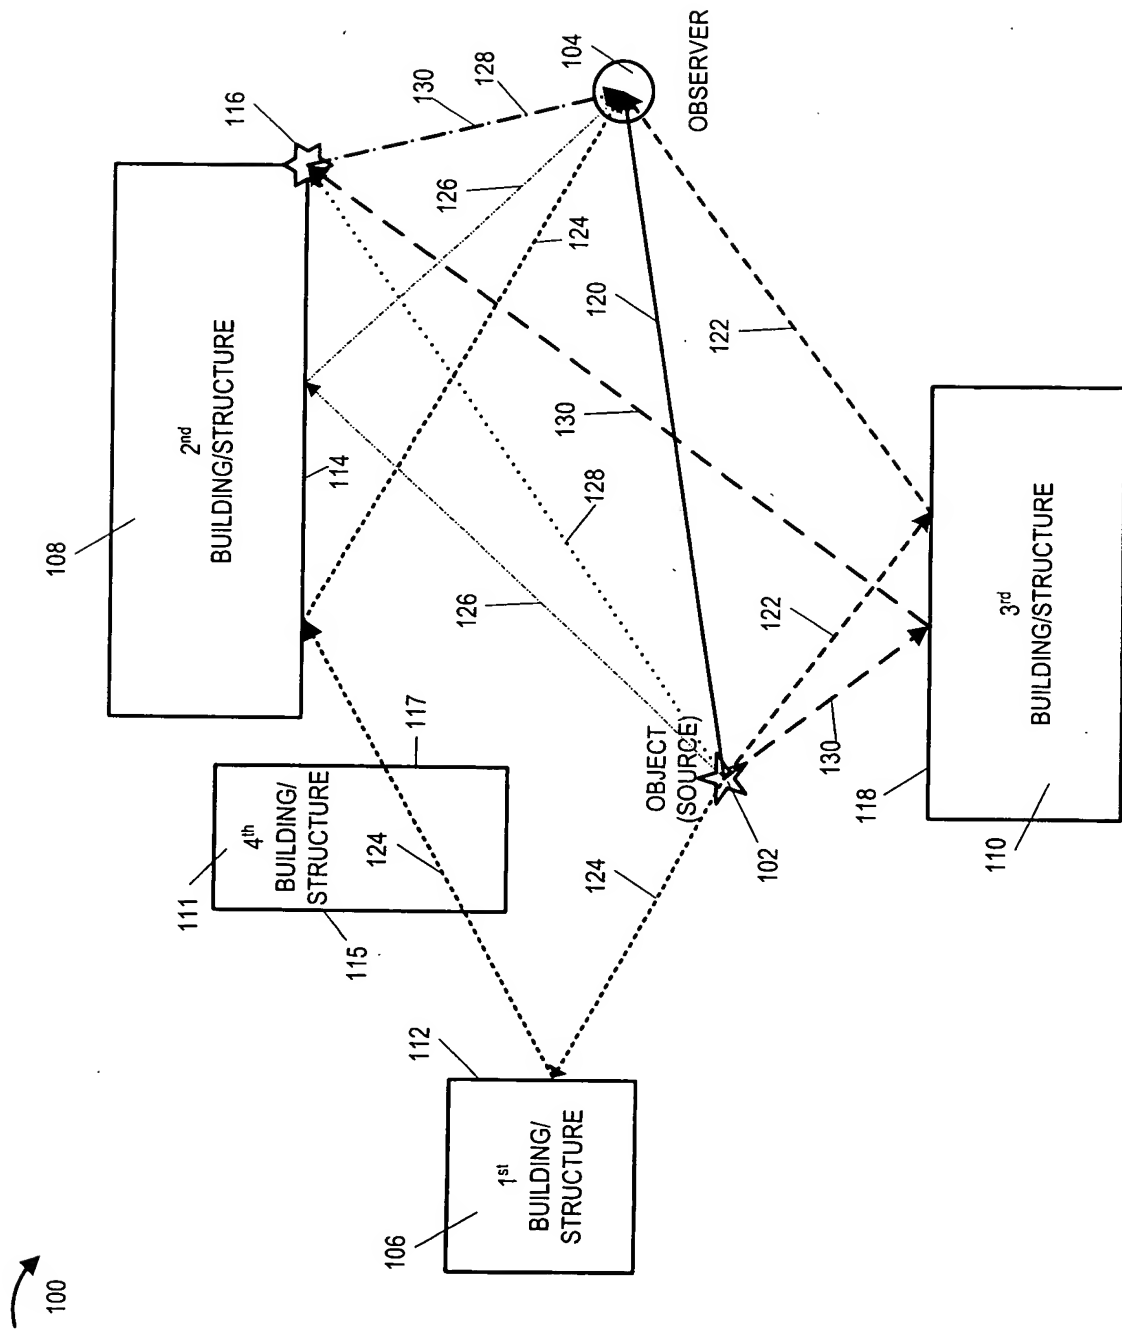 100
108
2nd
BUILDING/STRUCTURE
111
116
4th
BUILDING/
STRUCTURE
114
115
124
106
117
112
130
126
126
128
1st
BUILDING/
STRUCTURE
130
104
124
128
120
OBJECT
(SOURCE)
OBSERVER
124
122
102
122
130
118
110
3rd
BUILDING/STRUCTURE